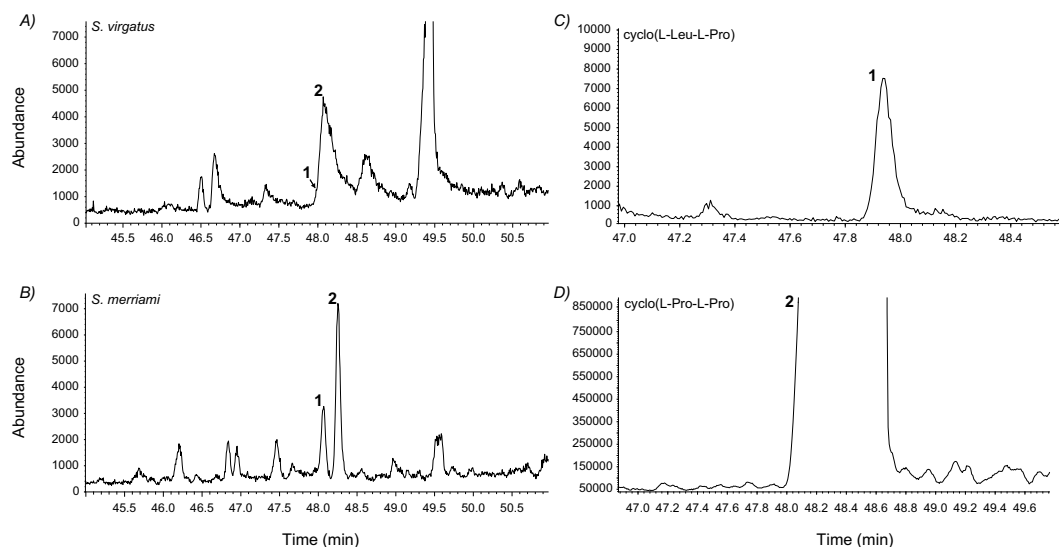 A)
S. virgatus
Abundance
7000
6000
5000
4000
3000
2000
1000
0
2
1
45.5 46.0 46.5 47.0 47.5 48.0 48.5 49.0 49.5 50.0 50.5
B)
S. merriami
Abundance
7000
6000
5000
4000
3000
2000
1000
0
2
1
45.5 46.0 46.5 47.0 47.5 48.0 48.5 49.0 49.5 50.0 50.5
Time (min)
C)
cyclo(L-Leu-L-Pro)
10000
9000
8000
7000
6000
5000
4000
3000
2000
1000
0
1
47.0 47.2 47.4 47.6 47.8 48.0 48.2 48.4
D)
cyclo(L-Pro-L-Pro)
850000
750000
650000
550000
450000
350000
250000
150000
50000
2
47.0 47.2 47.4 47.6 47.8 48.0 48.2 48.4 48.6 48.8 49.0 49.2 49.4 49.6
Time (min)